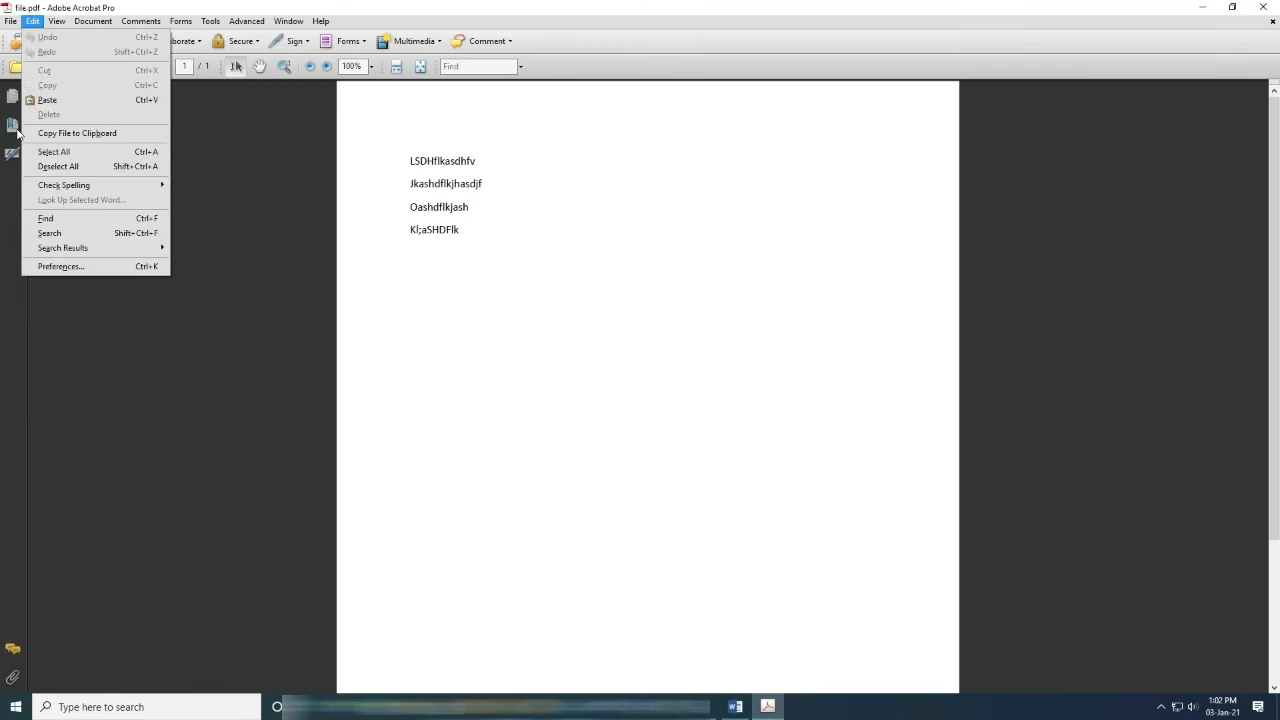 file.pdf - Adobe Acrobat Pro
File Edit View Document Comments Forms Tools Advanced Window Help
Undo Ctrl+Z
Redo Shift+Ctrl+Z
Cut Ctrl+X
Copy Ctrl+C
Paste Ctrl+V
Delete
Copy File to Clipboard
Select All Ctrl+A
Deselect All Shift+Ctrl+A
Check Spelling
Look Up Selected Word...
Find Ctrl+F
Search Shift+Ctrl+F
Search Results
Preferences... Ctrl+K
aborate Secure Sign Forms Multimedia Comment
1 / 1 100% Find
LSDHflkasdhfv
Jkashdflkjhasdjf
Oashdflkjash
Kl;aSHDFlk
Type here to search
1:02 PM
03-Jan-21